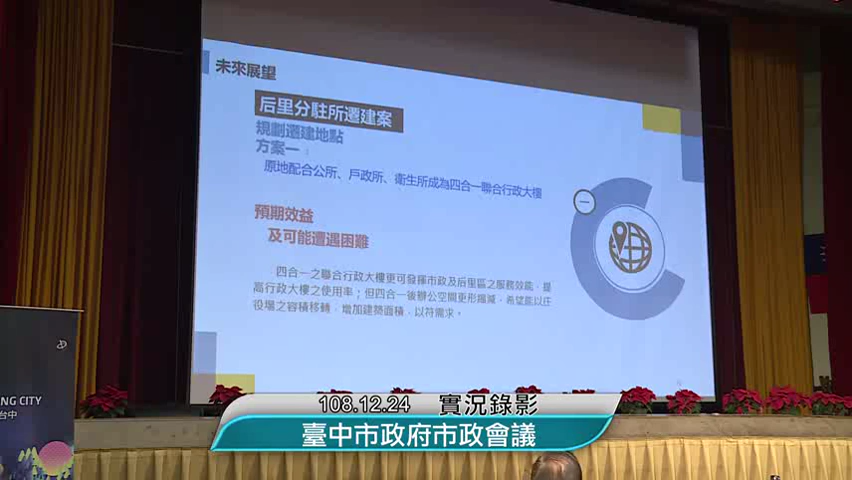 未來展望
后里分駐所遷建案
規劃遷建地點
方案一：
原地配合公所、戶政所、衛生所成為四合一聯合行政大樓
預期效益
及可能遭遇困難
四合一之聯合行政大樓更可發揮市政及后里區之服務效能，提
高行政大樓之使用率；但四合一後辦公空間更形擁減，希望能以庄
役場之容積移轉，增加建築面積，以符需求。
一
NG CITY
台中
108.12.24 實況錄影
臺中市政府市政會議